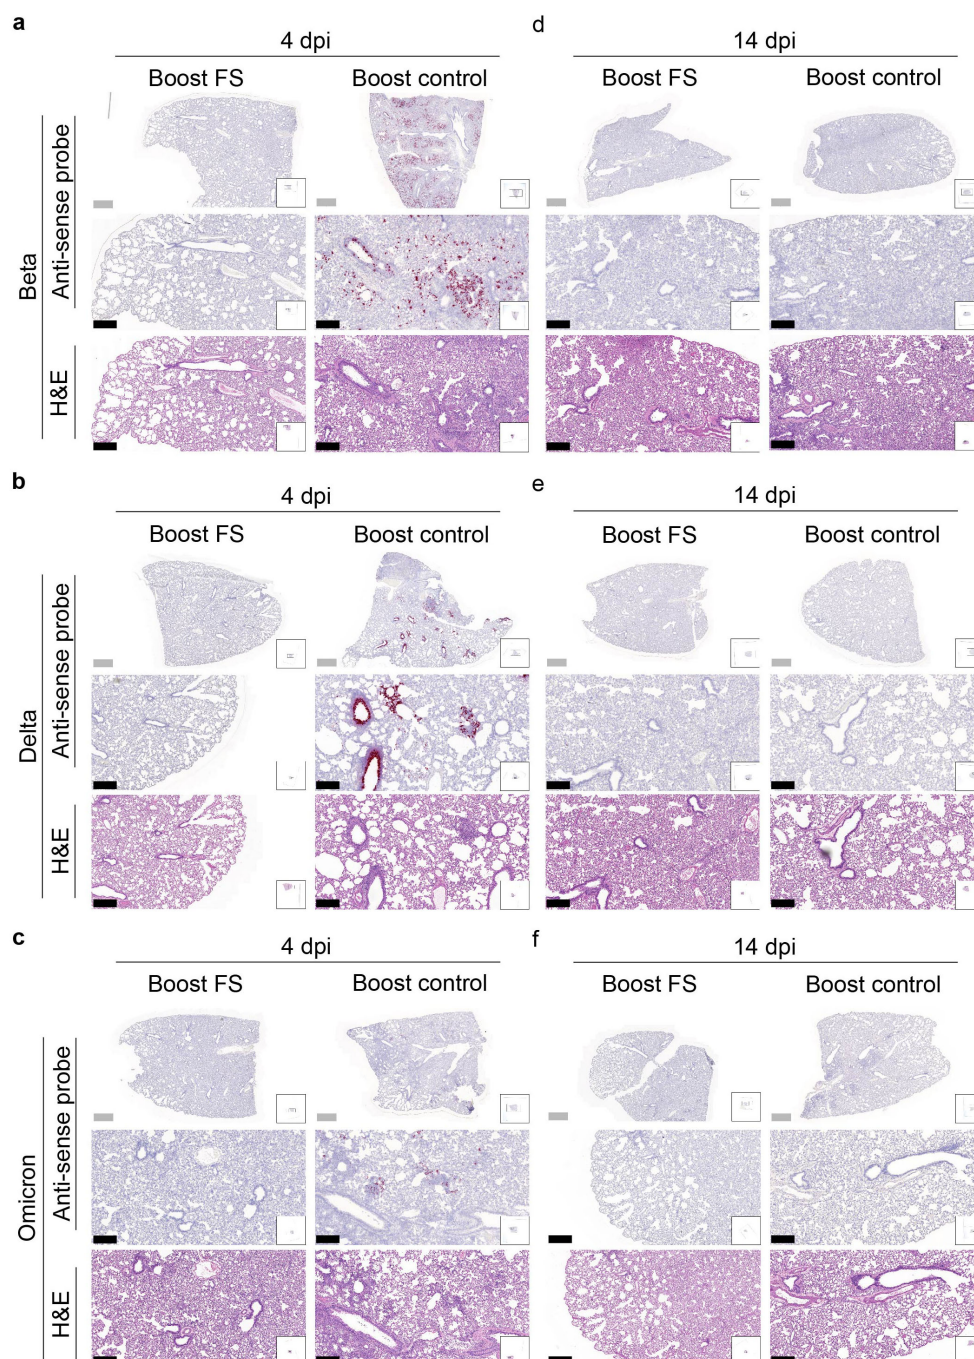 a
4 dpi
Boost FS
Boost control
Beta
Anti-sense probe
H&E
d
14 dpi
Boost FS
Boost control
b
4 dpi
Boost FS
Boost control
Delta
Anti-sense probe
H&E
e
14 dpi
Boost FS
Boost control
c
4 dpi
Boost FS
Boost control
Omicron
Anti-sense probe
H&E
f
14 dpi
Boost FS
Boost control